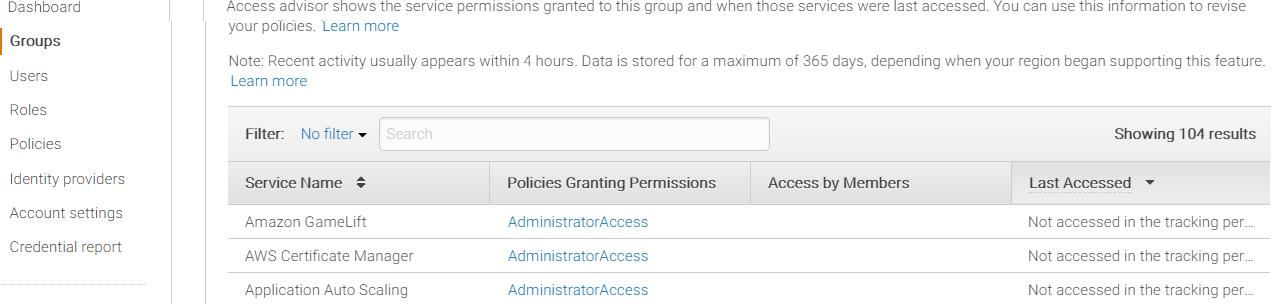 Dashboard
Groups
Users
Roles
Policies
Identity providers
Account settings
Credential report
Access advisor shows the service permissions granted to this group and when those services were last accessed. You can use this information to revise
your policies. Learn more
Note: Recent activity usually appears within 4 hours. Data is stored for a maximum of 365 days, depending when your region began supporting this feature.
Learn more
Filter: No filter Search Showing 104 results
Service Name Policies Granting Permissions Access by Members Last Accessed
Amazon GameLift AdministratorAccess Not accessed in the tracking per...
AWS Certificate Manager AdministratorAccess Not accessed in the tracking per...
Application Auto Scaling AdministratorAccess Not accessed in the tracking per...